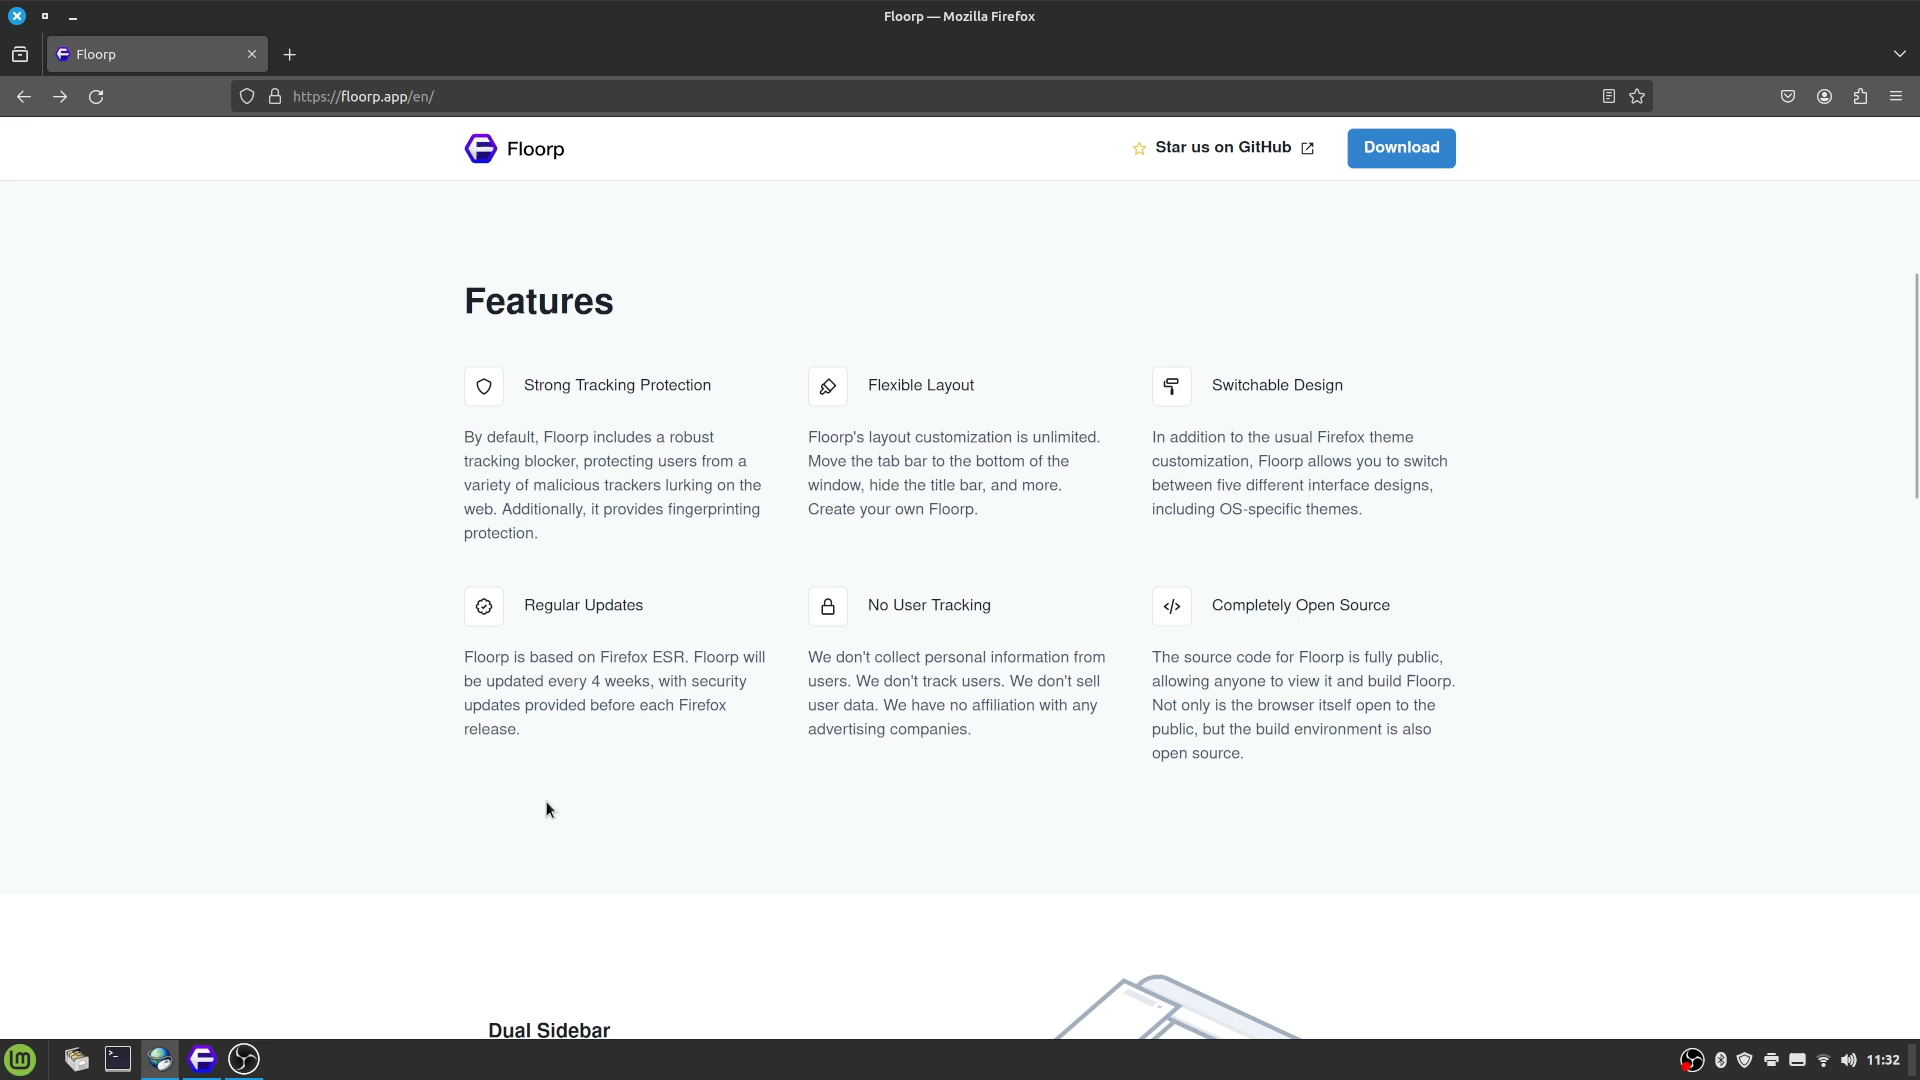 Floorp — Mozilla Firefox
Floorp
https://floorp.app/en/
Floorp
Star us on GitHub
Download
Features
Strong Tracking Protection
By default, Floorp includes a robust
tracking blocker, protecting users from a
variety of malicious trackers lurking on the
web. Additionally, it provides fingerprinting
protection.
Flexible Layout
Floorp's layout customization is unlimited.
Move the tab bar to the bottom of the
window, hide the title bar, and more.
Create your own Floorp.
Switchable Design
In addition to the usual Firefox theme
customization, Floorp allows you to switch
between five different interface designs,
including OS-specific themes.
Regular Updates
Floorp is based on Firefox ESR. Floorp will
be updated every 4 weeks, with security
updates provided before each Firefox
release.
No User Tracking
We don't collect personal information from
users. We don't track users. We don't sell
user data. We have no affiliation with any
advertising companies.
Completely Open Source
The source code for Floorp is fully public,
allowing anyone to view it and build Floorp.
Not only is the browser itself open to the
public, but the build environment is also
open source.
Dual Sidebar
11:32